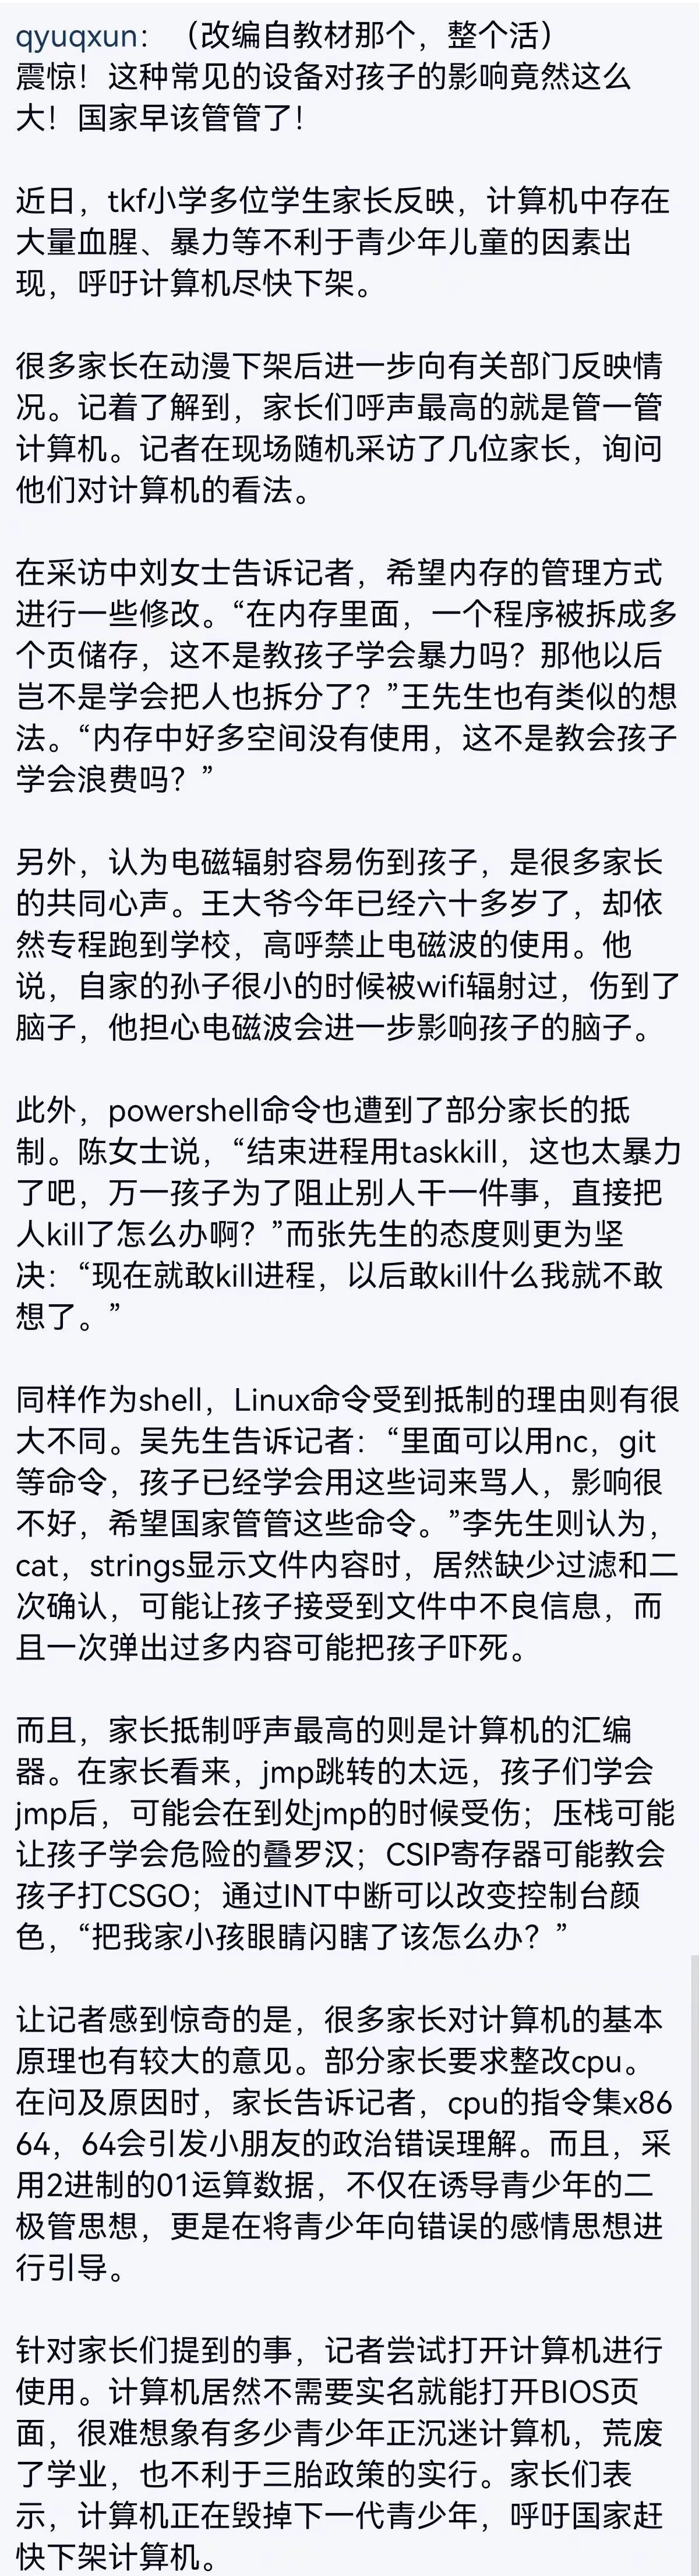 qyuqxun：（改编自教材那个，整个活）
震惊！这种常见的设备对孩子的影响竟然这么
大！国家早该管管了！
近日，tkf小学多位学生家长反映，计算机中存在
大量血腥、暴力等不利于青少年儿童的因素出
现，呼吁计算机尽快下架。
很多家长在动漫下架后进一步向有关部门反映情
况。记着了解到，家长们呼声最高的就是管一管
计算机。记者在现场随机采访了几位家长，询问
他们对计算机的看法。
在采访中刘女士告诉记者，希望内存的管理方式
进行一些修改。“在内存里面，一个程序被拆成多
个页储存，这不是教孩子学会暴力吗？那他以后
岂不是学会把人也拆分了？”王先生也有类似的想
法。“内存中好多空间没有使用，这不是教会孩子
学会浪费吗？”
另外，认为电磁辐射容易伤到孩子，是很多家长
的共同心声。王大爷今年已经六十多岁了，却依
然专程跑到学校，高呼禁止电磁波的使用。他
说，自家的孙子很小的时候被wifi辐射过，伤到了
脑子，他担心电磁波会进一步影响孩子的脑子。
此外，powershell命令也遭到了部分家长的抵
制。陈女士说，“结束进程用taskkill，这也太暴力
了吧，万一孩子为了阻止别人干一件事，直接把
人kill了怎么办啊？”而张先生的态度则更为坚
决：“现在就敢kill进程，以后敢kill什么我就不敢
想了。”
同样作为shell，Linux命令受到抵制的理由则有很
大不同。吴先生告诉记者：“里面可以用nc，git
等命令，孩子已经学会用这些词来骂人，影响很
不好，希望国家管管这些命令。”李先生则认为，
cat，strings显示文件内容时，居然缺少过滤和二
次确认，可能让孩子接受到文件中不良信息，而
且一次弹出过多内容可能把孩子吓死。
而且，家长抵制呼声最高的则是计算机的汇编
器。在家长看来，jmp跳转的太远，孩子们学会
jmp后，可能会在到处jmp的时候受伤；压栈可能
让孩子学会危险的叠罗汉；CSIP寄存器可能教会
孩子打CSGO；通过INT中断可以改变控制台颜
色，“把我家小孩眼睛闪瞎了该怎么办？”
让记者感到惊奇的是，很多家长对计算机的基本
原理也有较大的意见。部分家长要求整改cpu。
在问及原因时，家长告诉记者，cpu的指令集x86
64，64会引发小朋友的政治错误理解。而且，采
用2进制的01运算数据，不仅在诱导青少年的二
极管思想，更是在将青少年向错误的感情思想进
行引导。
针对家长们提到的事，记者尝试打开计算机进行
使用。计算机居然不需要实名就能打开BIOS页
面，很难想象有多少青少年正沉迷计算机，荒废
了学业，也不利于三胎政策的实行。家长们表
示，计算机正在毁掉下一代青少年，呼吁国家赶
快下架计算机。